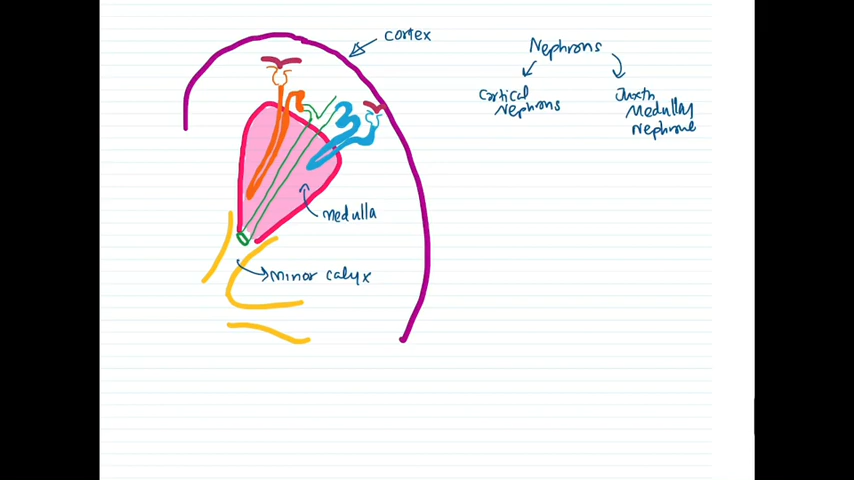 cortex
Nephrons
Cortical
Nephrons
Juxta
Medullary
Nephrone
medulla
minor calyx